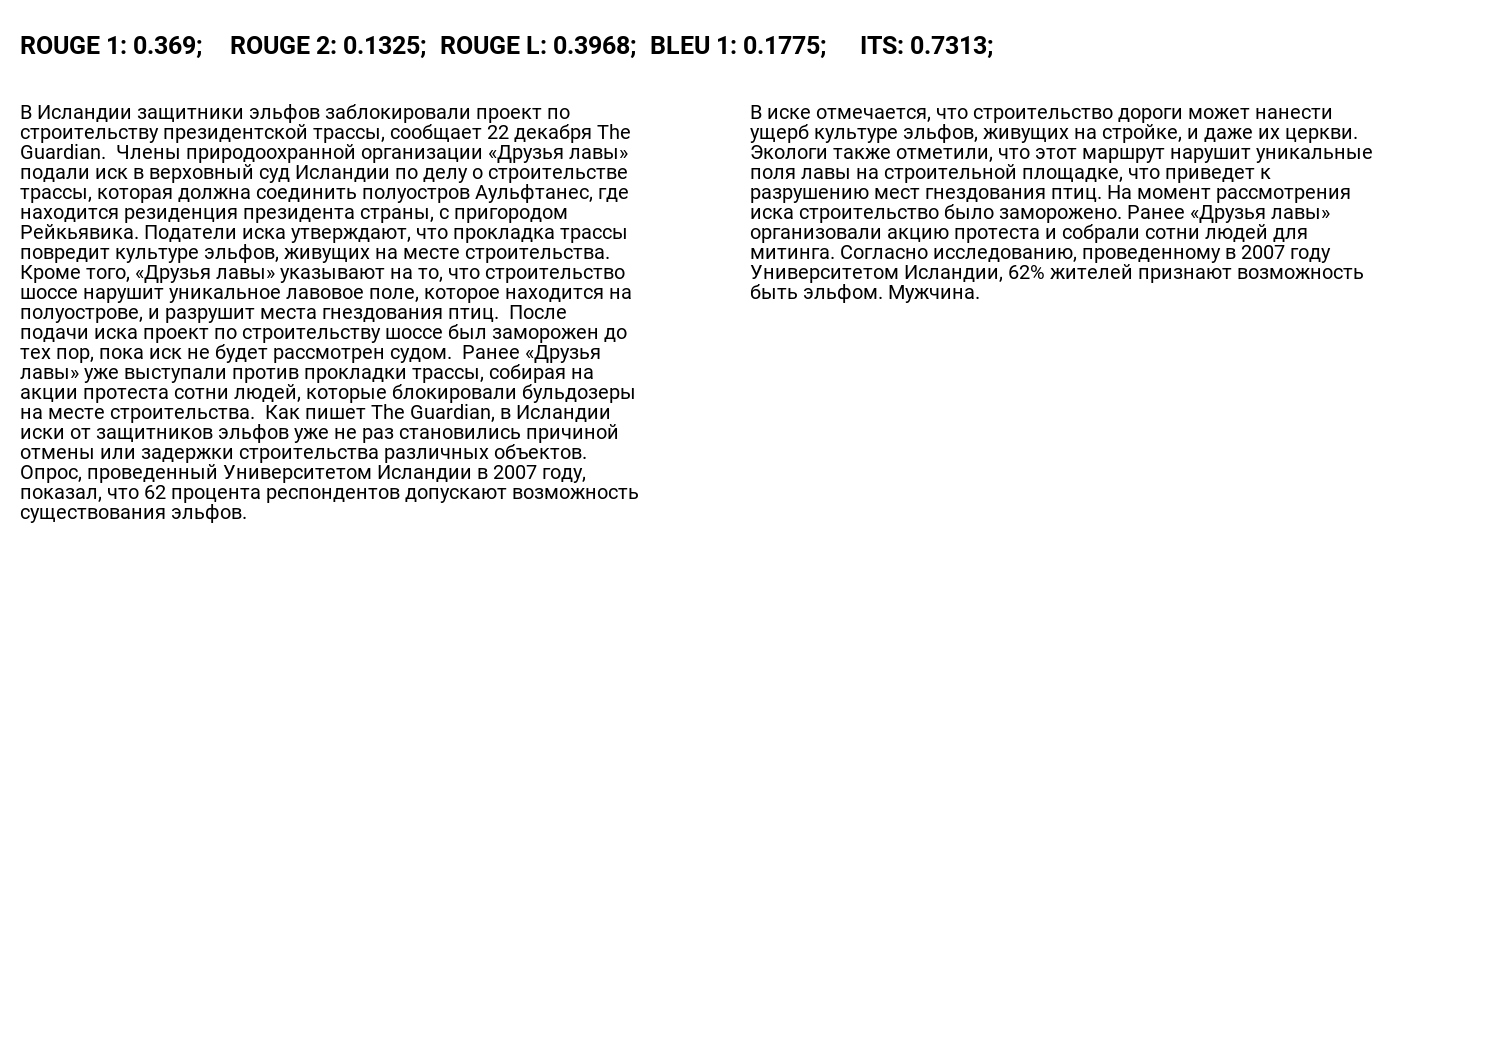 ROUGE 1: 0.369; ROUGE 2: 0.1325; ROUGE L: 0.3968; BLEU 1: 0.1775; ITS: 0.7313;
В Исландии защитники эльфов заблокировали проект по
строительству президентской трассы, сообщает 22 декабря The
Guardian.  Члены природоохранной организации «Друзья лавы»
подали иск в верховный суд Исландии по делу о строительстве
трассы, которая должна соединить полуостров Аульфтанес, где
находится резиденция президента страны, с пригородом
Рейкьявика. Податели иска утверждают, что прокладка трассы
повредит культуре эльфов, живущих на месте строительства.
Кроме того, «Друзья лавы» указывают на то, что строительство
шоссе нарушит уникальное лавовое поле, которое находится на
полуострове, и разрушит места гнездования птиц.  После
подачи иска проект по строительству шоссе был заморожен до
тех пор, пока иск не будет рассмотрен судом.  Ранее «Друзья
лавы» уже выступали против прокладки трассы, собирая на
акции протеста сотни людей, которые блокировали бульдозеры
на месте строительства.  Как пишет The Guardian, в Исландии
иски от защитников эльфов уже не раз становились причиной
отмены или задержки строительства различных объектов.
Опрос, проведенный Университетом Исландии в 2007 году,
показал, что 62 процента респондентов допускают возможность
существования эльфов.
В иске отмечается, что строительство дороги может нанести
ущерб культуре эльфов, живущих на стройке, и даже их церкви.
Экологи также отметили, что этот маршрут нарушит уникальные
поля лавы на строительной площадке, что приведет к
разрушению мест гнездования птиц. На момент рассмотрения
иска строительство было заморожено. Ранее «Друзья лавы»
организовали акцию протеста и собрали сотни людей для
митинга. Согласно исследованию, проведенному в 2007 году
Университетом Исландии, 62% жителей признают возможность
быть эльфом. Мужчина.